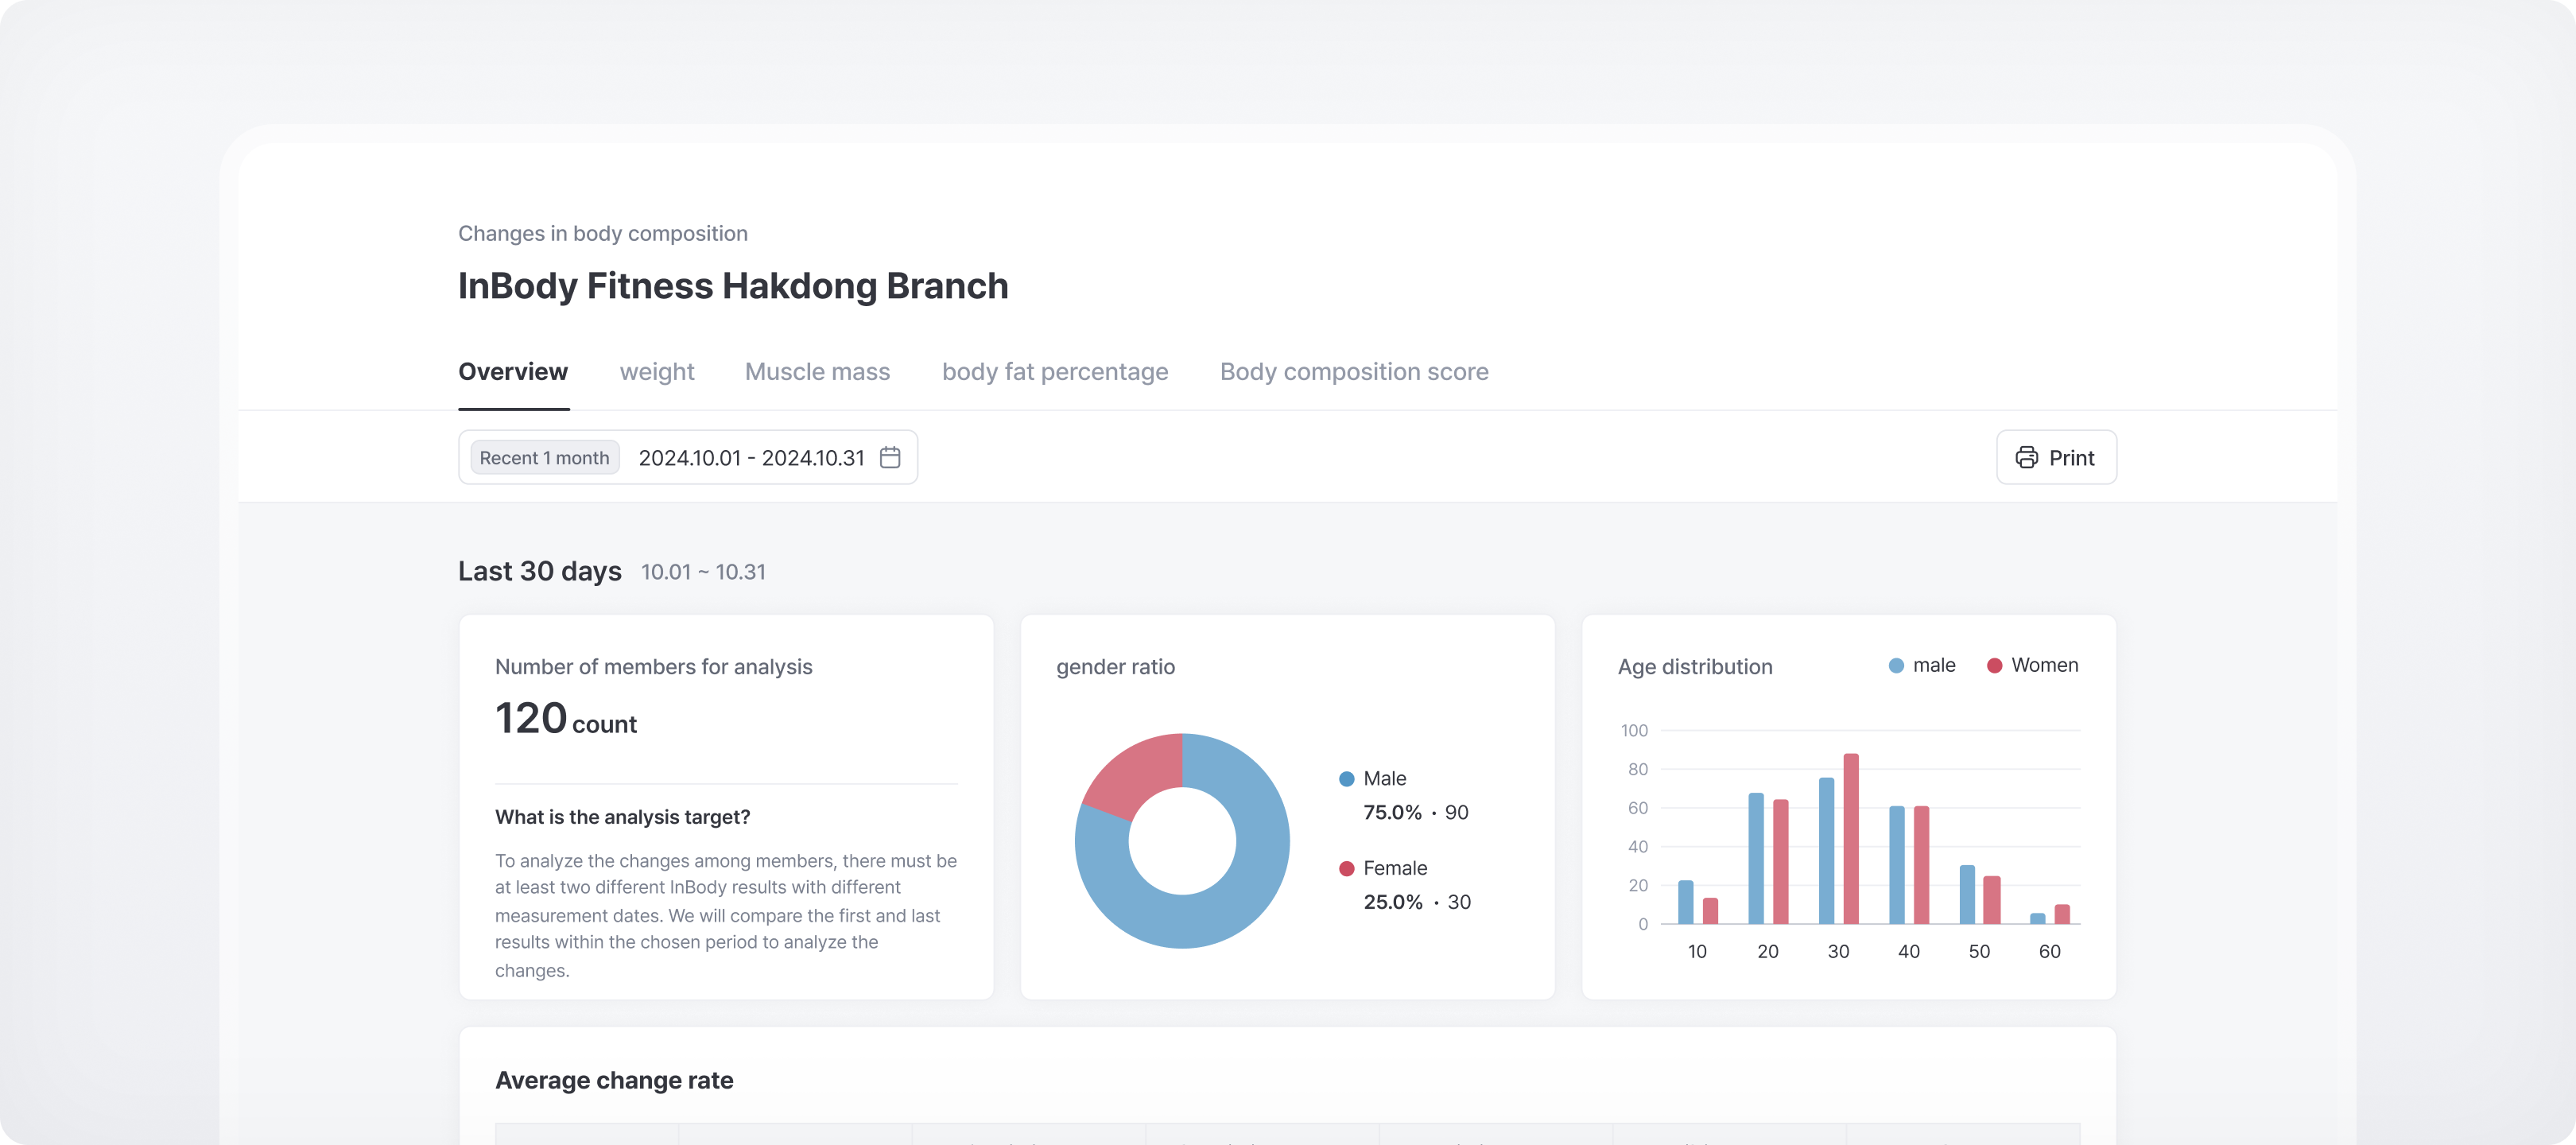 Changes in body composition
InBody Fitness Hakdong Branch
Overview weight Muscle mass body fat percentage Body composition score
Recent 1 month 2024.10.01 - 2024.10.31 Print
Last 30 days 10.01 ~ 10.31
Number of members for analysis
120 count
What is the analysis target?
To analyze the changes among members, there must be
at least two different InBody results with different
measurement dates. We will compare the first and last
results within the chosen period to analyze the
changes.
gender ratio
Male
75.0% · 90
Female
25.0% · 30
Age distribution male Women
100
80
60
40
20
0
10 20 30 40 50 60
Average change rate